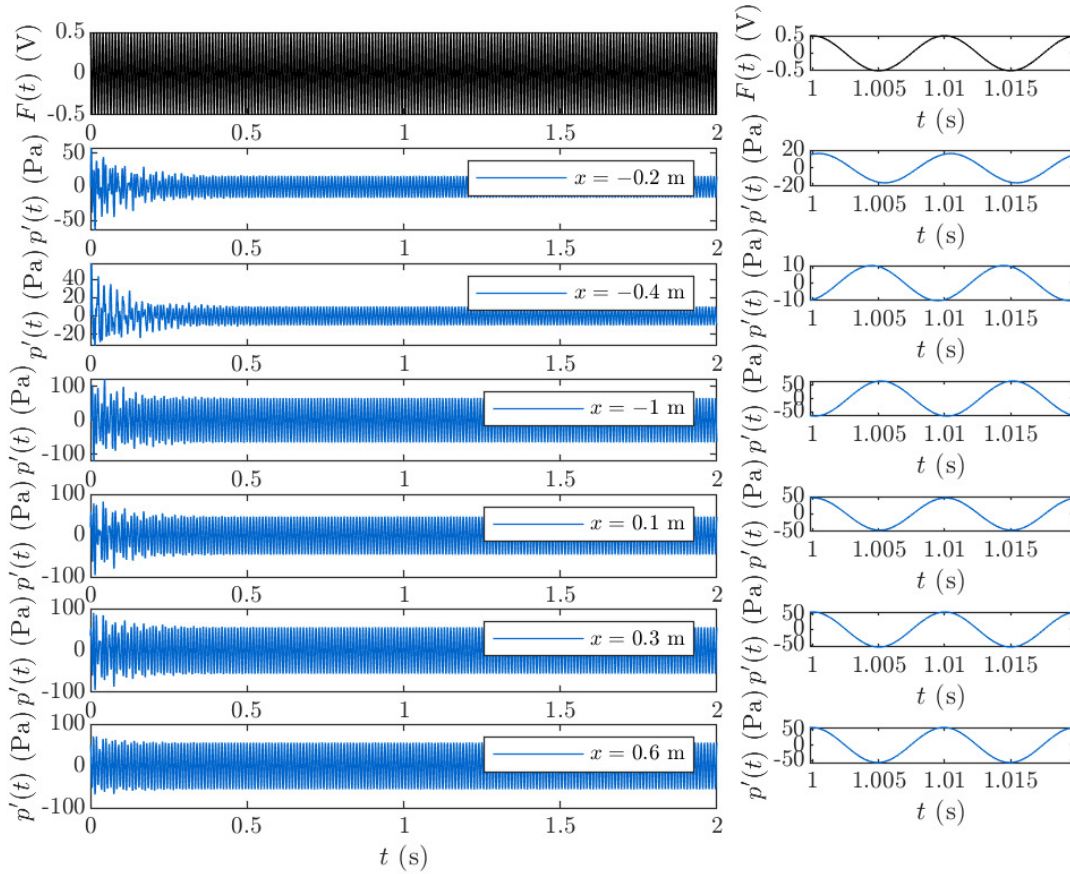 F(t) (V)
0.5
0
-0.5
0 0.5 1 1.5 2
F(t) (V)
0.5
0
-0.5
1 1.005 1.01 1.015
t (s)
p′(t) (Pa)
50
0
-50
x = −0.2 m
0 0.5 1 1.5 2
p′(t) (Pa)
20
0
-20
1 1.005 1.01 1.015
t (s)
p′(t) (Pa)
40
20
0
-20
x = −0.4 m
0 0.5 1 1.5 2
p′(t) (Pa)
10
0
-10
1 1.005 1.01 1.015
t (s)
p′(t) (Pa)
100
0
-100
x = −1 m
0 0.5 1 1.5 2
p′(t) (Pa)
50
0
-50
1 1.005 1.01 1.015
t (s)
p′(t) (Pa)
100
0
-100
x = 0.1 m
0 0.5 1 1.5 2
p′(t) (Pa)
50
0
-50
1 1.005 1.01 1.015
t (s)
p′(t) (Pa)
100
0
-100
x = 0.3 m
0 0.5 1 1.5 2
p′(t) (Pa)
50
0
-50
1 1.005 1.01 1.015
t (s)
p′(t) (Pa)
100
0
-100
x = 0.6 m
0 0.5 1 1.5 2
t (s)
p′(t) (Pa)
50
0
-50
1 1.005 1.01 1.015
t (s)